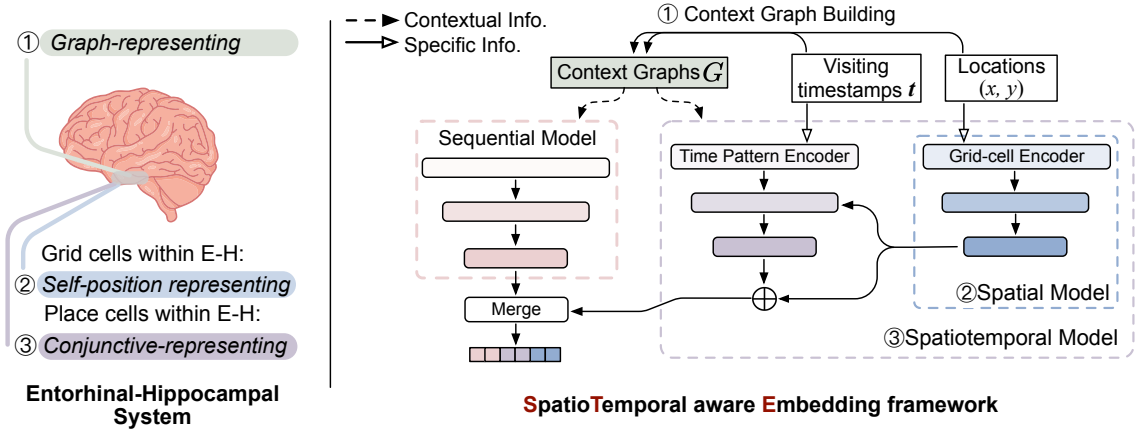 ① Graph-representing
Grid cells within E-H:
② Self-position representing
Place cells within E-H:
③ Conjunctive-representing
Entorhinal-Hippocampal
System
Contextual Info.
Specific Info.
① Context Graph Building
Context Graphs G
Visiting
timestamps t
Locations
(x, y)
Sequential Model
Time Pattern Encoder
Grid-cell Encoder
Merge
②Spatial Model
③Spatiotemporal Model
SpatioTemporal aware Embedding framework